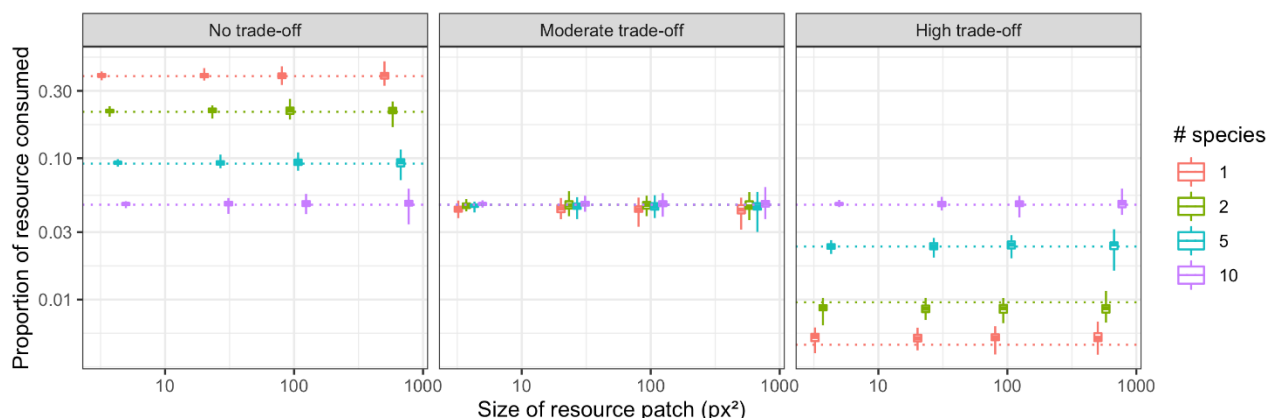 No trade-off Moderate trade-off High trade-off
Proportion of resource consumed
0.30
0.10
0.03
0.01
10 100 1000 10 100 1000 10 100 1000
Size of resource patch (px²)
# species
1
2
5
10